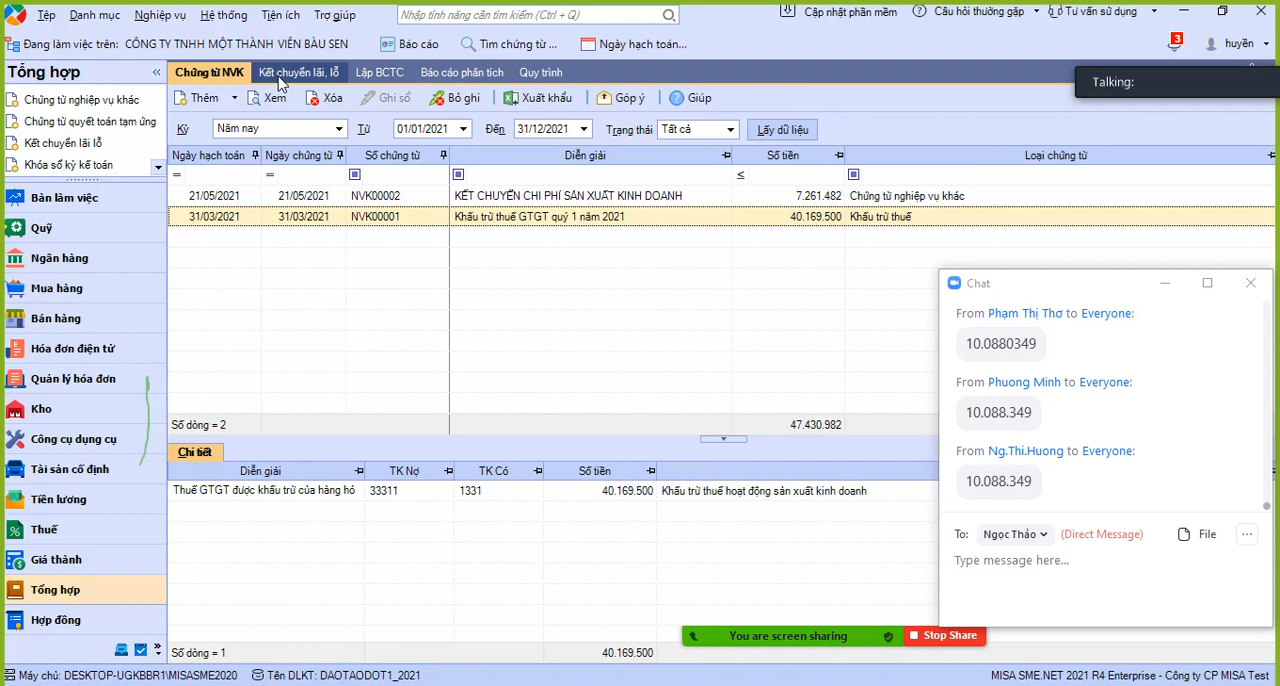 Tệp Danh mục Nghiệp vụ Hệ thống Tiện ích Trợ giúp Nhập thông tin cần tìm kiếm (Ctrl + Q) Cập nhật phần mềm Câu hỏi thường gặp Tư vấn sử dụng
Đang làm việc trên: CÔNG TY TNHH MỘT THÀNH VIÊN BÀU SEN Báo cáo Tìm chứng từ ... Ngày hạch toán... 3 huyền
Tổng hợp « Chứng từ NVK Kết chuyển lãi, lỗ Lập BCTC Báo cáo phân tích Quy trình
Talking:
Chứng từ nghiệp vụ khác
Chứng từ quyết toán tạm ứng
Kết chuyển lãi lỗ
Khóa sổ kỳ kế toán
Thêm Xem Xóa Ghi sổ Bỏ ghi Xuất khẩu Góp ý Giúp
Kỳ Năm nay Từ 01/01/2021 Đến 31/12/2021 Trạng thái Tất cả Lấy dữ liệu
Ngày hạch toán Ngày chứng từ Số chứng từ Diễn giải Số tiền Loại chứng từ
= = ≤
21/05/2021 21/05/2021 NVK00002 KẾT CHUYỂN CHI PHÍ SẢN XUẤT KINH DOANH 7.261.482 Chứng từ nghiệp vụ khác
31/03/2021 31/03/2021 NVK00001 Khấu trừ thuế GTGT quý 1 năm 2021 40.169.500 Khấu trừ thuế
Số dòng = 2 47.430.982
Bàn làm việc
Quỹ
Ngân hàng
Mua hàng
Bán hàng
Hóa đơn điện tử
Quản lý hóa đơn
Kho
Công cụ dụng cụ
Tài sản cố định
Tiền lương
Thuế
Giá thành
Tổng hợp
Hợp đồng
Chi tiết
Diễn giải TK Nợ TK Có Số tiền
Thuế GTGT được khấu trừ của hàng hó 33311 1331 40.169.500 Khấu trừ thuế hoạt động sản xuất kinh doanh
Số dòng = 1 40.169.500
Chat
From Phạm Thị Thơ to Everyone:
10.0880349
From Phuong Minh to Everyone:
10.088.349
From Ng.Thi.Huong to Everyone:
10.088.349
To: Ngọc Thảo (Direct Message) File ...
Type message here...
You are screen sharing Stop Share
Máy chủ: DESKTOP-UGKBBR1\MISASME2020 Tên DLKT: DAOTAODOT1_2021 MISA SME.NET 2021 R4 Enterprise - Công ty CP MISA Test